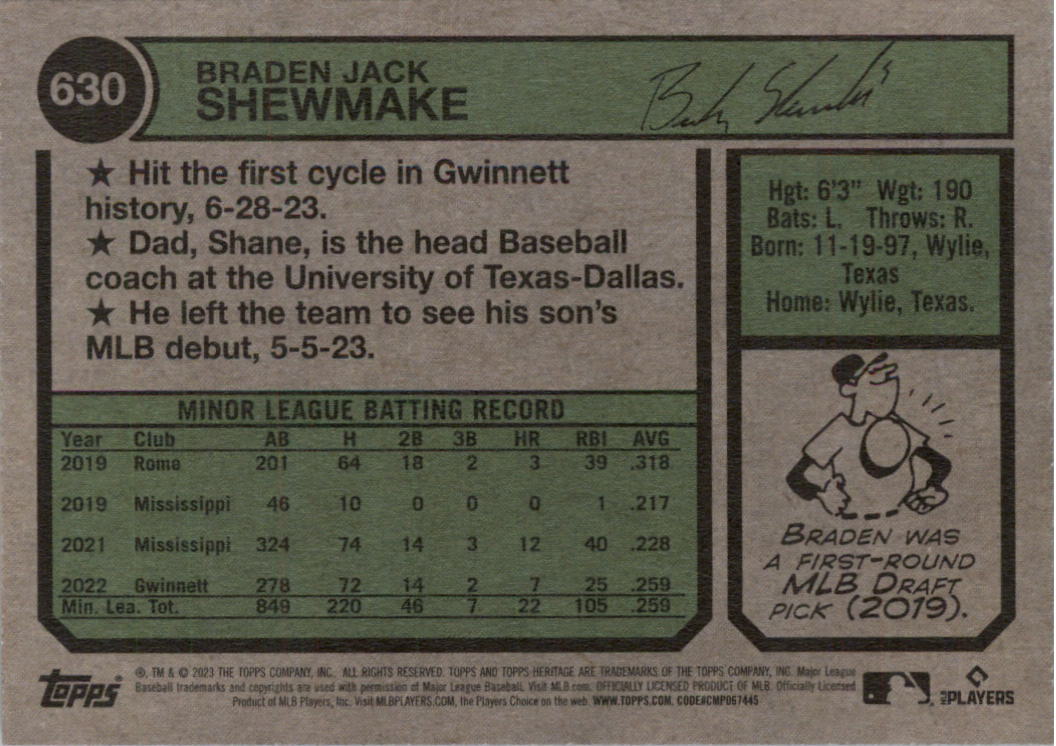 630
BRADEN JACK
SHEWMAKE
★ Hit the first cycle in Gwinnett
history, 6-28-23.
★ Dad, Shane, is the head Baseball
coach at the University of Texas-Dallas.
★ He left the team to see his son's
MLB debut, 5-5-23.
Hgt: 6'3" Wgt: 190
Bats: L. Throws: R.
Born: 11-19-97, Wylie,
Texas
Home: Wylie, Texas.
MINOR LEAGUE BATTING RECORD
Year Club AB H 2B 3B HR RBI AVG
2019 Rome 201 64 18 2 3 39 .318
2019 Mississippi 46 10 0 0 0 1 .217
2021 Mississippi 324 74 14 3 12 40 .228
2022 Gwinnett 278 72 14 2 7 25 .259
Min. Lea. Tot. 849 220 46 7 22 105 .259
BRADEN WAS
A FIRST-ROUND
MLB DRAFT
PICK (2019).
topps
®, TM & © 2023 THE TOPPS COMPANY, INC. ALL RIGHTS RESERVED. TOPPS AND TOPPS HERITAGE ARE TRADEMARKS OF THE TOPPS COMPANY, INC. Major League
Baseball trademarks and copyrights are used with permission of Major League Baseball. Visit MLB.com. OFFICIALLY LICENSED PRODUCT OF MLB. Officially Licensed
Product of MLB Players, Inc. Visit MLBPLAYERS.COM, the Players Choice on the web. WWW.TOPPS.COM. CODE#CMP067445
MLB PLAYERS